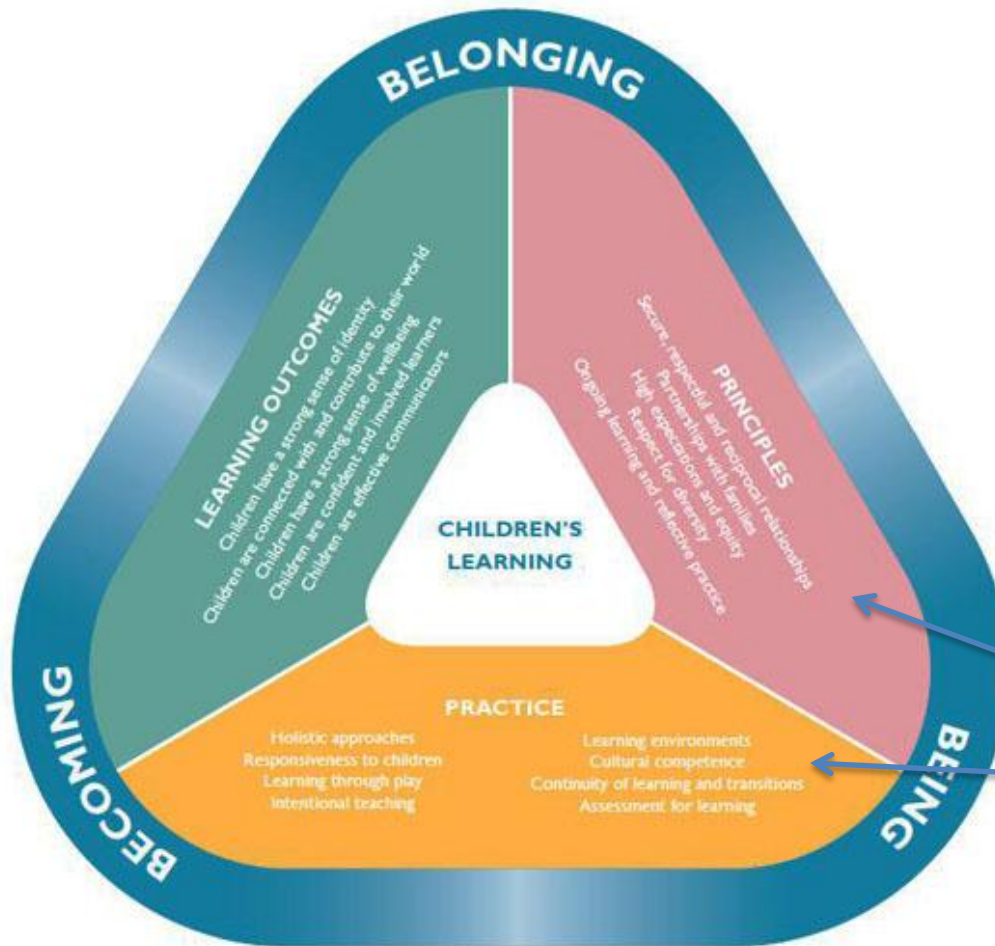 BELONGING
LEARNING OUTCOMES
Children have a strong sense of identity
Children are connected with and contribute to their world
Children have a strong sense of wellbeing
Children are confident and involved learners
Children are effective communicators
PRINCIPLES
Secure, respectful and reciprocal relationships
Partnerships with families
High expectations and equity
Respect for diversity
Ongoing learning and reflective practice
CHILDREN'S
LEARNING
PRACTICE
Holistic approaches
Responsiveness to children
Learning through play
Intentional teaching
Learning environments
Cultural competence
Continuity of learning and transitions
Assessment for learning
BECOMING
BEING